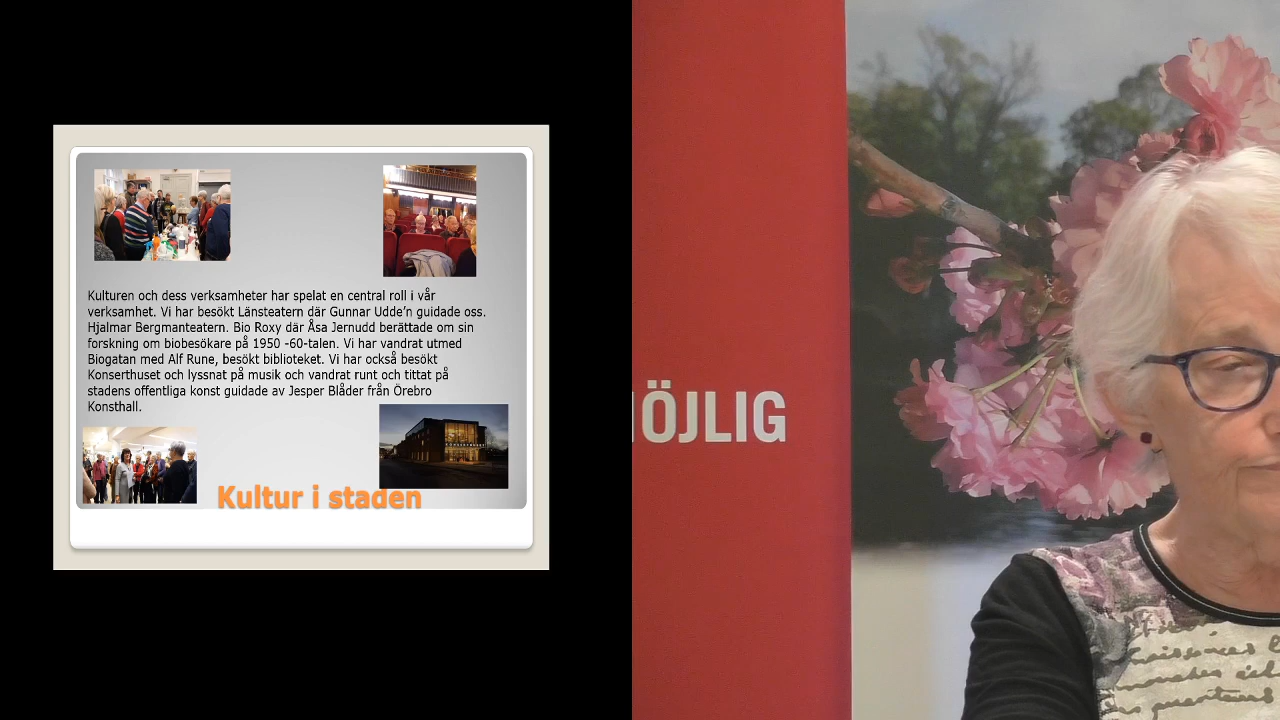 Kulturen och dess verksamheter har spelat en central roll i vår
verksamhet. Vi har besökt Länsteatern där Gunnar Udde’n guidade oss.
Hjalmar Bergmanteatern. Bio Roxy där Åsa Jernudd berättade om sin
forskning om biobesökare på 1950 -60-talen. Vi har vandrat utmed
Biogatan med Alf Rune, besökt biblioteket. Vi har också besökt
Konserthuset och lyssnat på musik och vandrat runt och tittat på
stadens offentliga konst guidade av Jesper Blåder från Örebro
Konsthall.
Kultur i staden
ÖJLIG